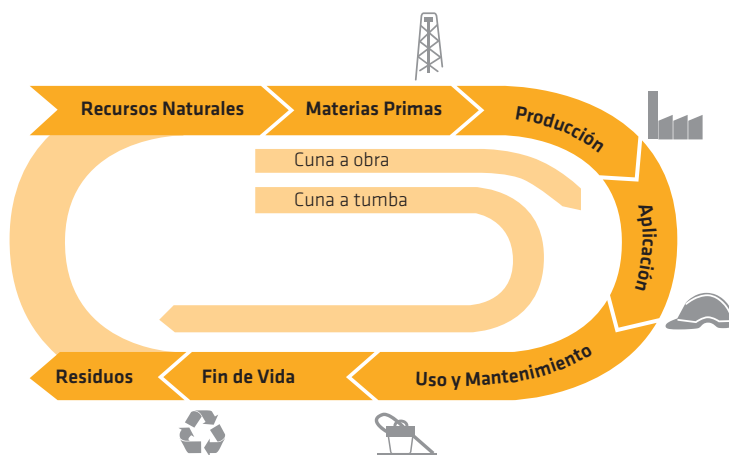 Recursos Naturales
Materias Primas
Producción
Cuna a obra
Cuna a tumba
Aplicación
Uso y Mantenimiento
Fin de Vida
Residuos